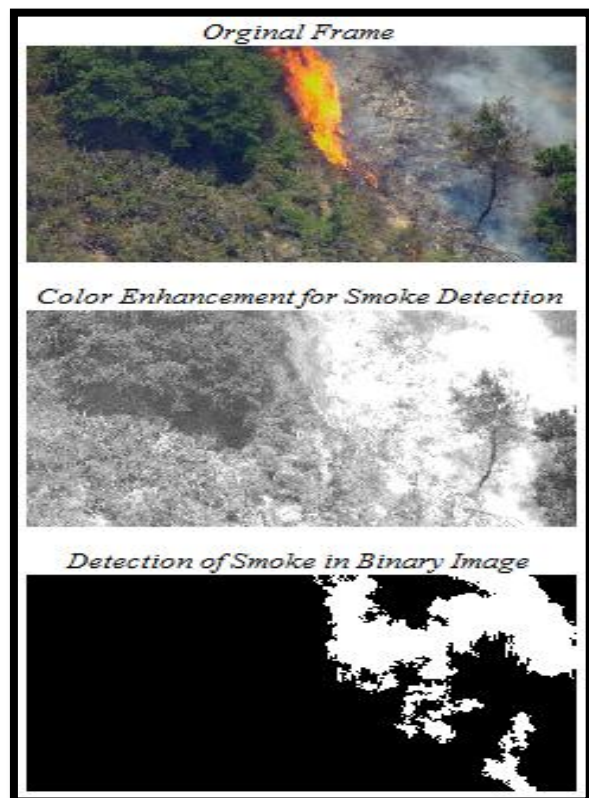 Orginal Frame
Color Enhancement for Smoke Detection
Detection of Smoke in Binary Image